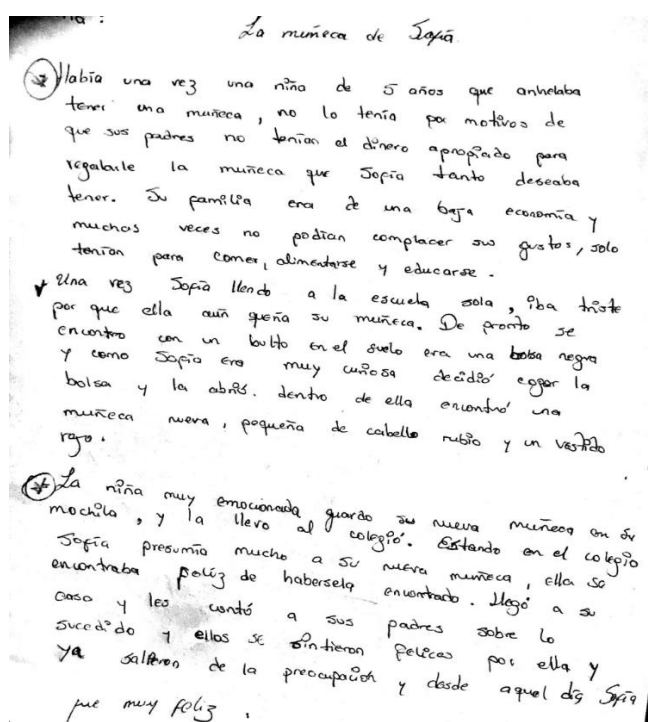 La muñeca de Sofía
Había una vez una niña de 5 años que anhelaba
tener una muñeca, no lo tenía por motivos de
que sus padres no tenían el dinero apropiado para
regalarle la muñeca que Sofía tanto deseaba
tener. Su familia era de una baja economía y
muchas veces no podían complacer sus gustos, solo
tenían para comer, alimentarse y educarse.
Una vez Sofía llendo a la escuela sola, iba triste
por que ella aún quería su muñeca. De pronto se
encontro con un bulto en el suelo era una bolsa negra
y como Sofía era muy curiosa decidió coger la
bolsa y la abrió. dentro de ella encontró una
muñeca nueva, pequeña de cabello rubio y un vestido
rojo.
La niña muy emocionada guardo su nueva muñeca en su
mochila, y la llevo al colegió. Estando en el colegio
Sofía presumía mucho a su nueva muñeca, ella se
encontraba felíz de habersela encontrado. Llegó a su
casa y les contó a sus padres sobre lo
sucedido y ellos se sintieron felices por ella y
ya salieron de la preocupación y desde aquel día Sofía
fue muy feliz.